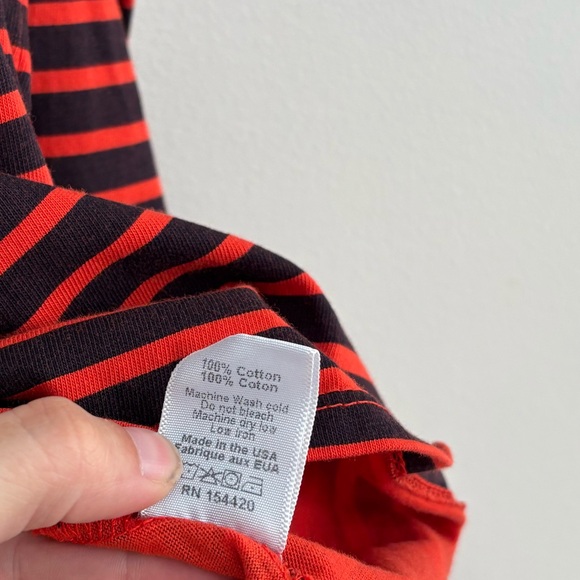 100% Cotton
100% Coton
Machine Wash cold
Do not bleach
Machine dry low
Low iron
Made in the USA
Fabrique aux EUA
RN 154420